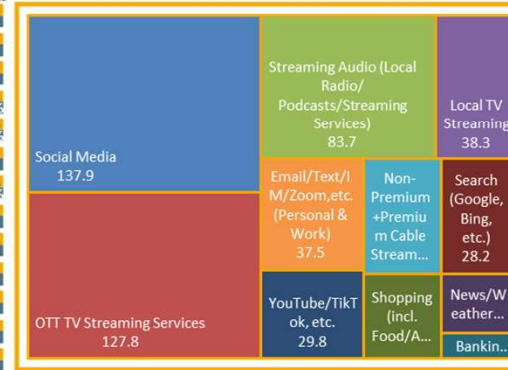 Social Media
137.9
OTT TV Streaming Services
127.8
Streaming Audio (Local
Radio/
Podcasts/Streaming
Services)
83.7
Local TV
Streaming
38.3
Email/Text/I
M/Zoom,etc.
(Personal &
Work)
37.5
Non-
Premium
+Premiu
m Cable
Stream...
Search
(Google,
Bing,
etc.)
28.2
YouTube/TikT
ok, etc.
29.8
Shopping
(incl.
Food/A...
News/W
eather...
Bankin...